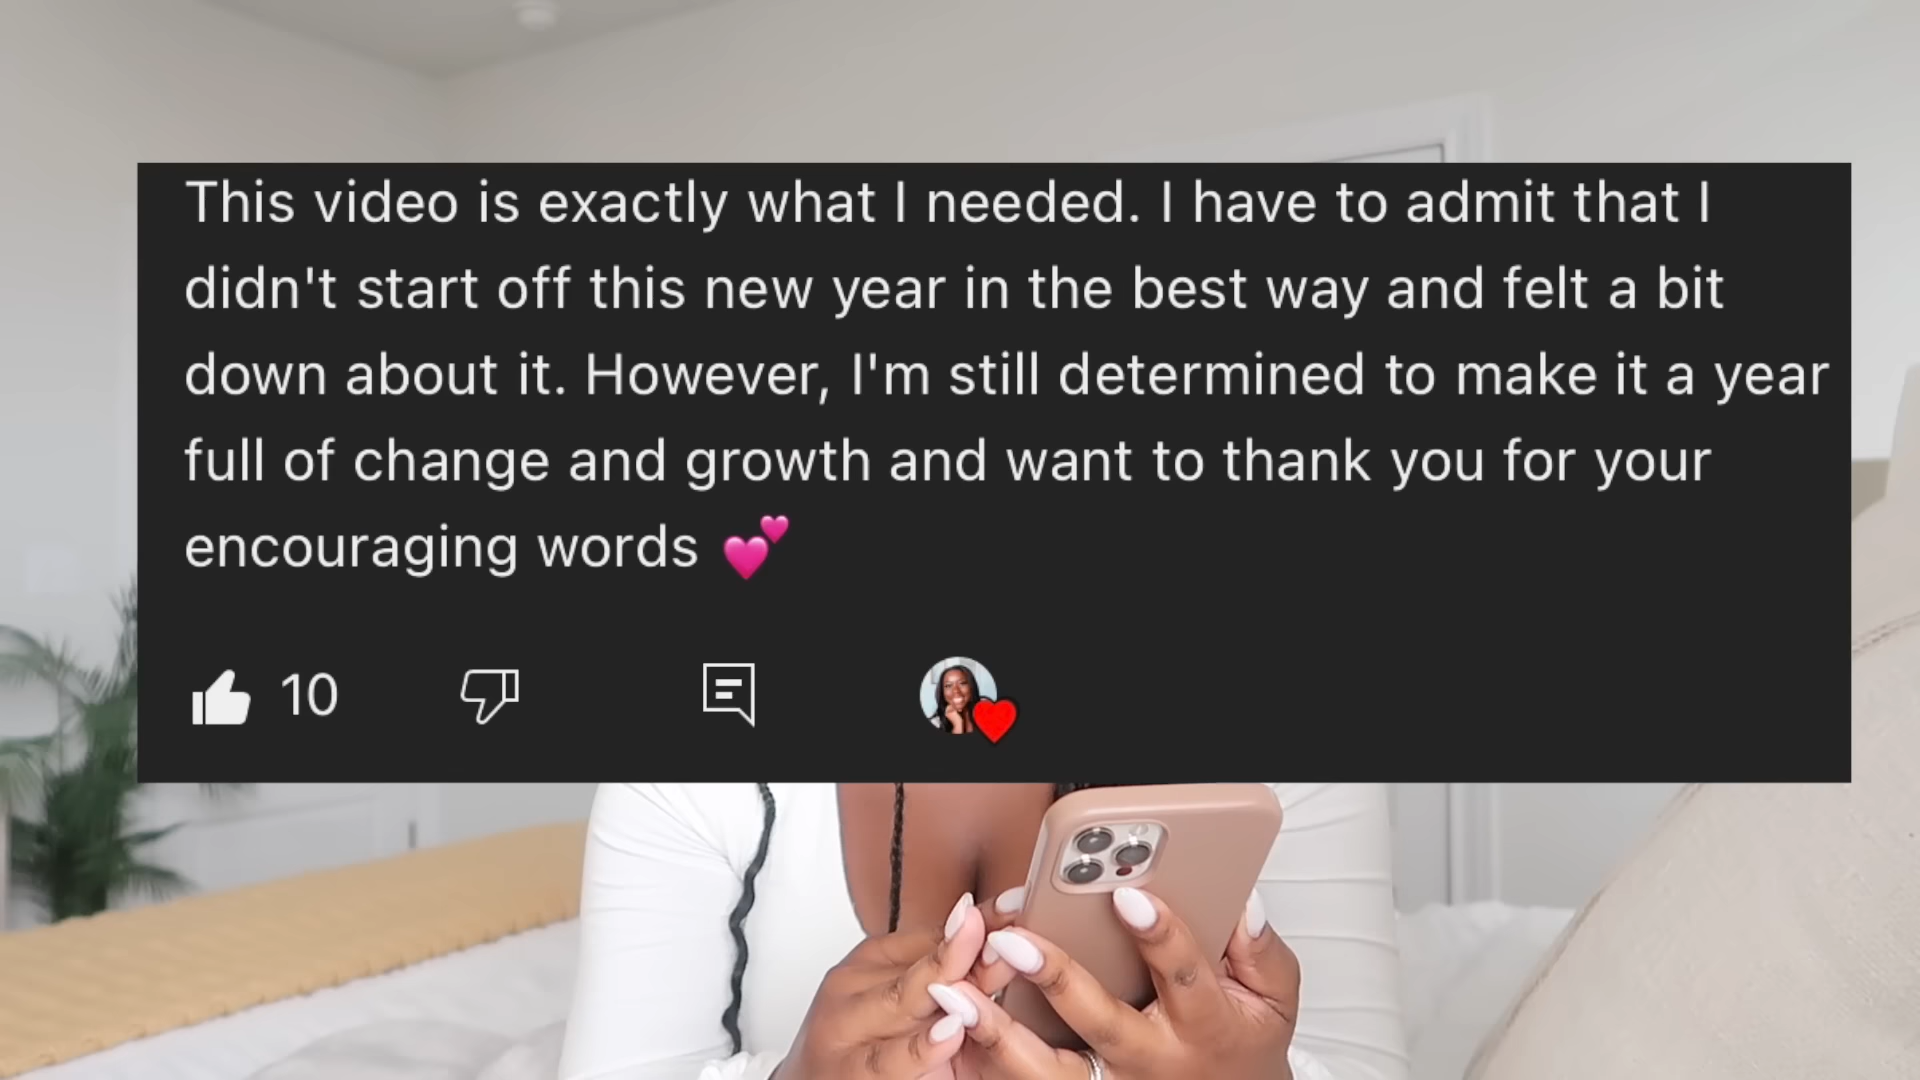 This video is exactly what I needed. I have to admit that I
didn't start off this new year in the best way and felt a bit
down about it. However, I'm still determined to make it a year
full of change and growth and want to thank you for your
encouraging words 💕
10